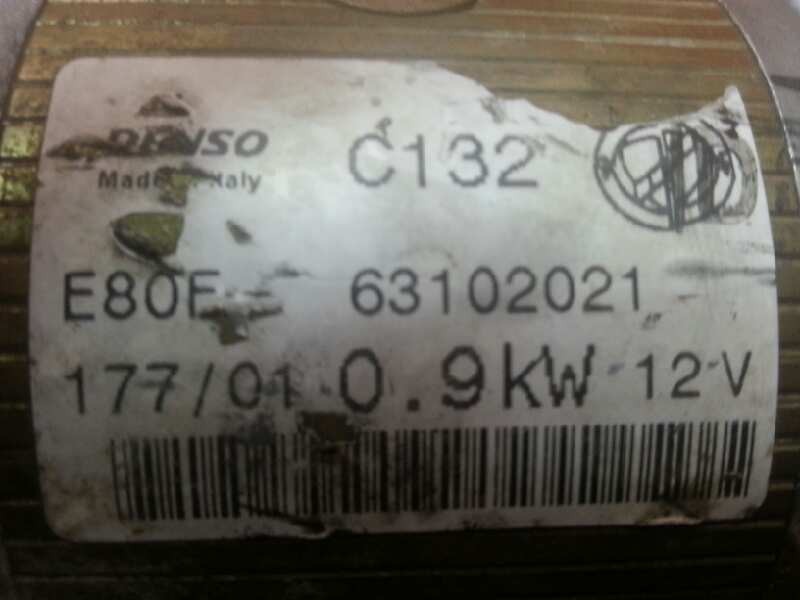 DENSO C132
Made in Italy
E80E 63102021
177/01 0.9kW 12V